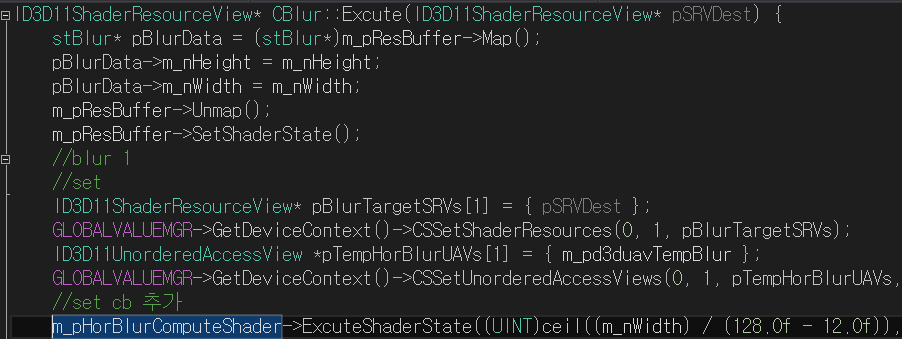 ID3D11ShaderResourceView* CBlur::Excute(ID3D11ShaderResourceView* pSRVDest) {
stBlur* pBlurData = (stBlur*)m_pResBuffer->Map();
pBlurData->m_nHeight = m_nHeight;
pBlurData->m_nWidth = m_nWidth;
m_pResBuffer->Unmap();
m_pResBuffer->SetShaderState();
//blur 1
//set
ID3D11ShaderResourceView* pBlurTargetSRVs[1] = { pSRVDest };
GLOBALVALUEMGR->GetDeviceContext()->CSSetShaderResources(0, 1, pBlurTargetSRVs);
ID3D11UnorderedAccessView *pTempHorBlurUAVs[1] = { m_pd3duavTempBlur };
GLOBALVALUEMGR->GetDeviceContext()->CSSetUnorderedAccessViews(0, 1, pTempHorBlurUAVs,
//set cb 추가
m_pHorBlurComputeShader->ExcuteShaderState((UINT)ceil((m_nWidth) / (128.0f - 12.0f)),